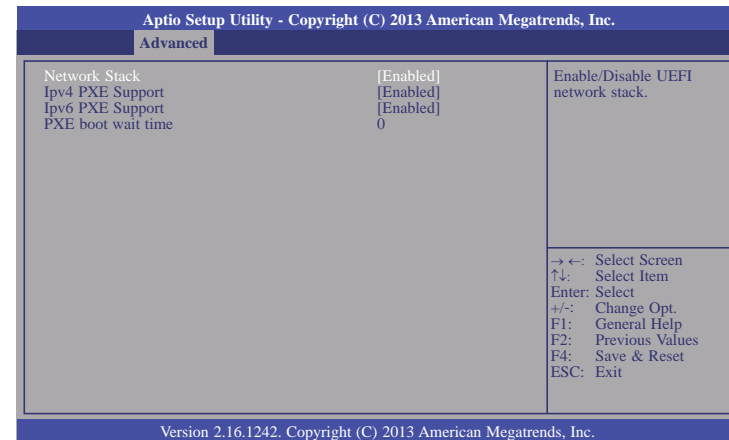 Aptio Setup Utility - Copyright (C) 2013 American Megatrends, Inc.
Advanced
Network Stack [Enabled]
Ipv4 PXE Support [Enabled]
Ipv6 PXE Support [Enabled]
PXE boot wait time 0
Enable/Disable UEFI
network stack.
→ ←: Select Screen
↑↓: Select Item
Enter: Select
+/-: Change Opt.
F1: General Help
F2: Previous Values
F4: Save & Reset
ESC: Exit
Version 2.16.1242. Copyright (C) 2013 American Megatrends, Inc.